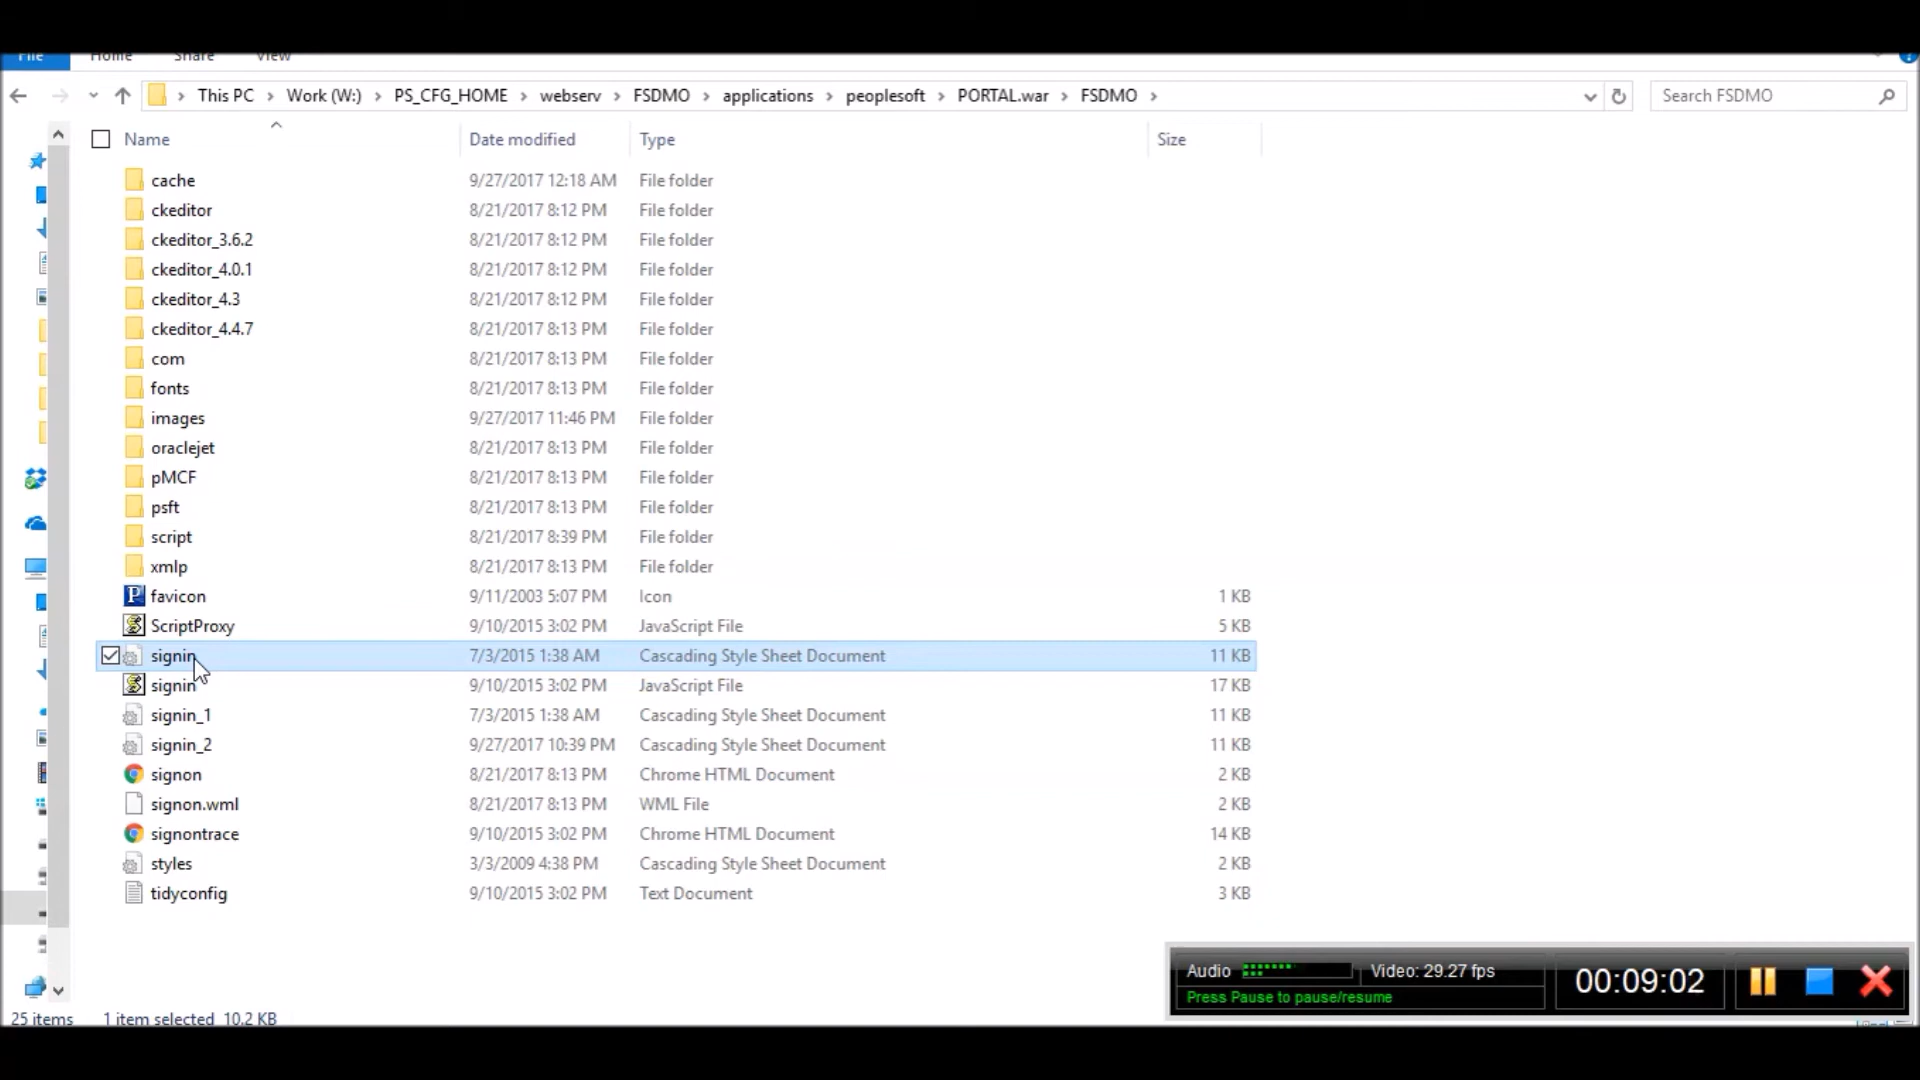 File Home Share View
This PC > Work (W:) > PS_CFG_HOME > webserv > FSDMO > applications > peoplesoft > PORTAL.war > FSDMO > Search FSDMO
Name Date modified Type Size
cache 9/27/2017 12:18 AM File folder
ckeditor 8/21/2017 8:12 PM File folder
ckeditor_3.6.2 8/21/2017 8:12 PM File folder
ckeditor_4.0.1 8/21/2017 8:12 PM File folder
ckeditor_4.3 8/21/2017 8:12 PM File folder
ckeditor_4.4.7 8/21/2017 8:13 PM File folder
com 8/21/2017 8:13 PM File folder
fonts 8/21/2017 8:13 PM File folder
images 9/27/2017 11:46 PM File folder
oraclejet 8/21/2017 8:13 PM File folder
pMCF 8/21/2017 8:13 PM File folder
psft 8/21/2017 8:13 PM File folder
script 8/21/2017 8:39 PM File folder
xmlp 8/21/2017 8:13 PM File folder
favicon 9/11/2003 5:07 PM Icon 1 KB
ScriptProxy 9/10/2015 3:02 PM JavaScript File 5 KB
signin 7/3/2015 1:38 AM Cascading Style Sheet Document 11 KB
signin 9/10/2015 3:02 PM JavaScript File 17 KB
signin_1 7/3/2015 1:38 AM Cascading Style Sheet Document 11 KB
signin_2 9/27/2017 10:39 PM Cascading Style Sheet Document 11 KB
signon 8/21/2017 8:13 PM Chrome HTML Document 2 KB
signon.wml 8/21/2017 8:13 PM WML File 2 KB
signontrace 9/10/2015 3:02 PM Chrome HTML Document 14 KB
styles 3/3/2009 4:38 PM Cascading Style Sheet Document 2 KB
tidyconfig 9/10/2015 3:02 PM Text Document 3 KB
Audio Video: 29.27 fps 00:09:02
Press Pause to pause/resume
25 items 1 item selected 10.2 KB